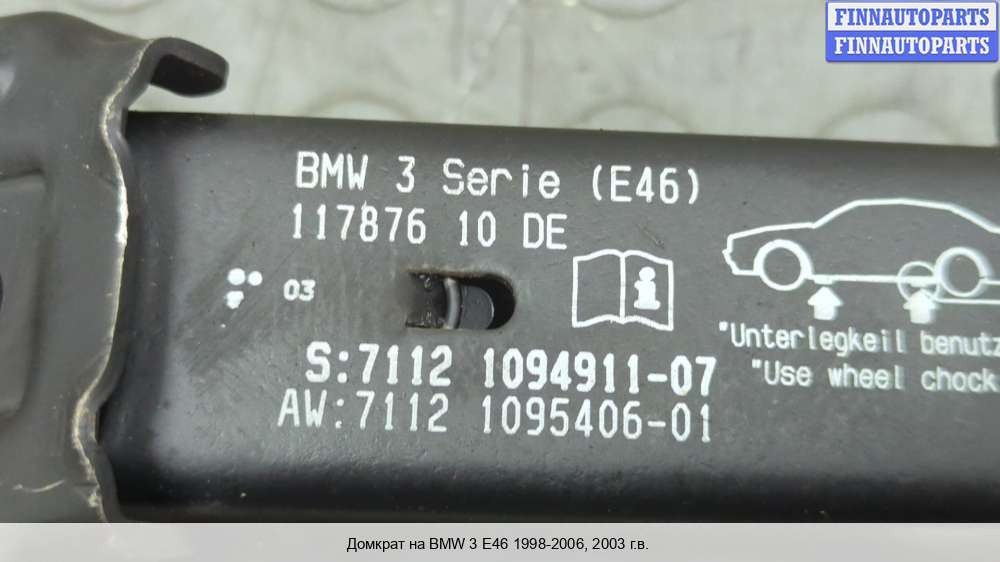 FINNAUTOPARTS
FINNAUTOPARTS
BMW 3 Serie (E46)
117876 10 DE
03
"Unterlegkeil benutz
"Use wheel chock
S:7112 1094911-07
AW:7112 1095406-01
Домкрат на BMW 3 E46 1998-2006, 2003 г.в.